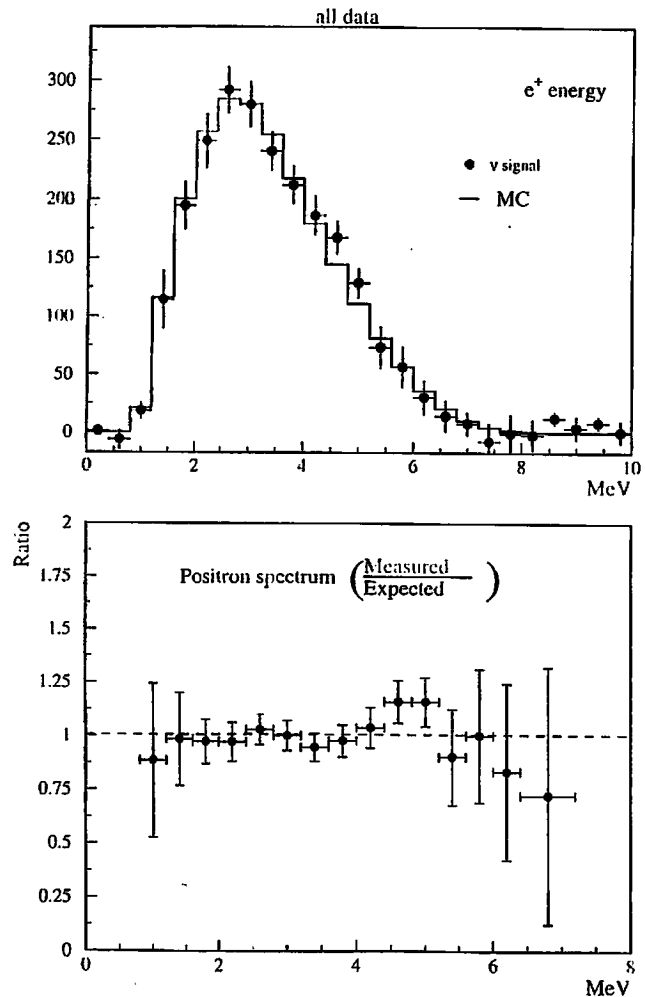 all data
e+ energy
ν signal
MC
300
250
200
150
100
50
0
0 2 4 6 8 10
MeV
Ratio
Positron spectrum (Measured
Expected)
2
1.75
1.5
1.25
1
0.75
0.5
0.25
0
0 2 4 6 8
MeV